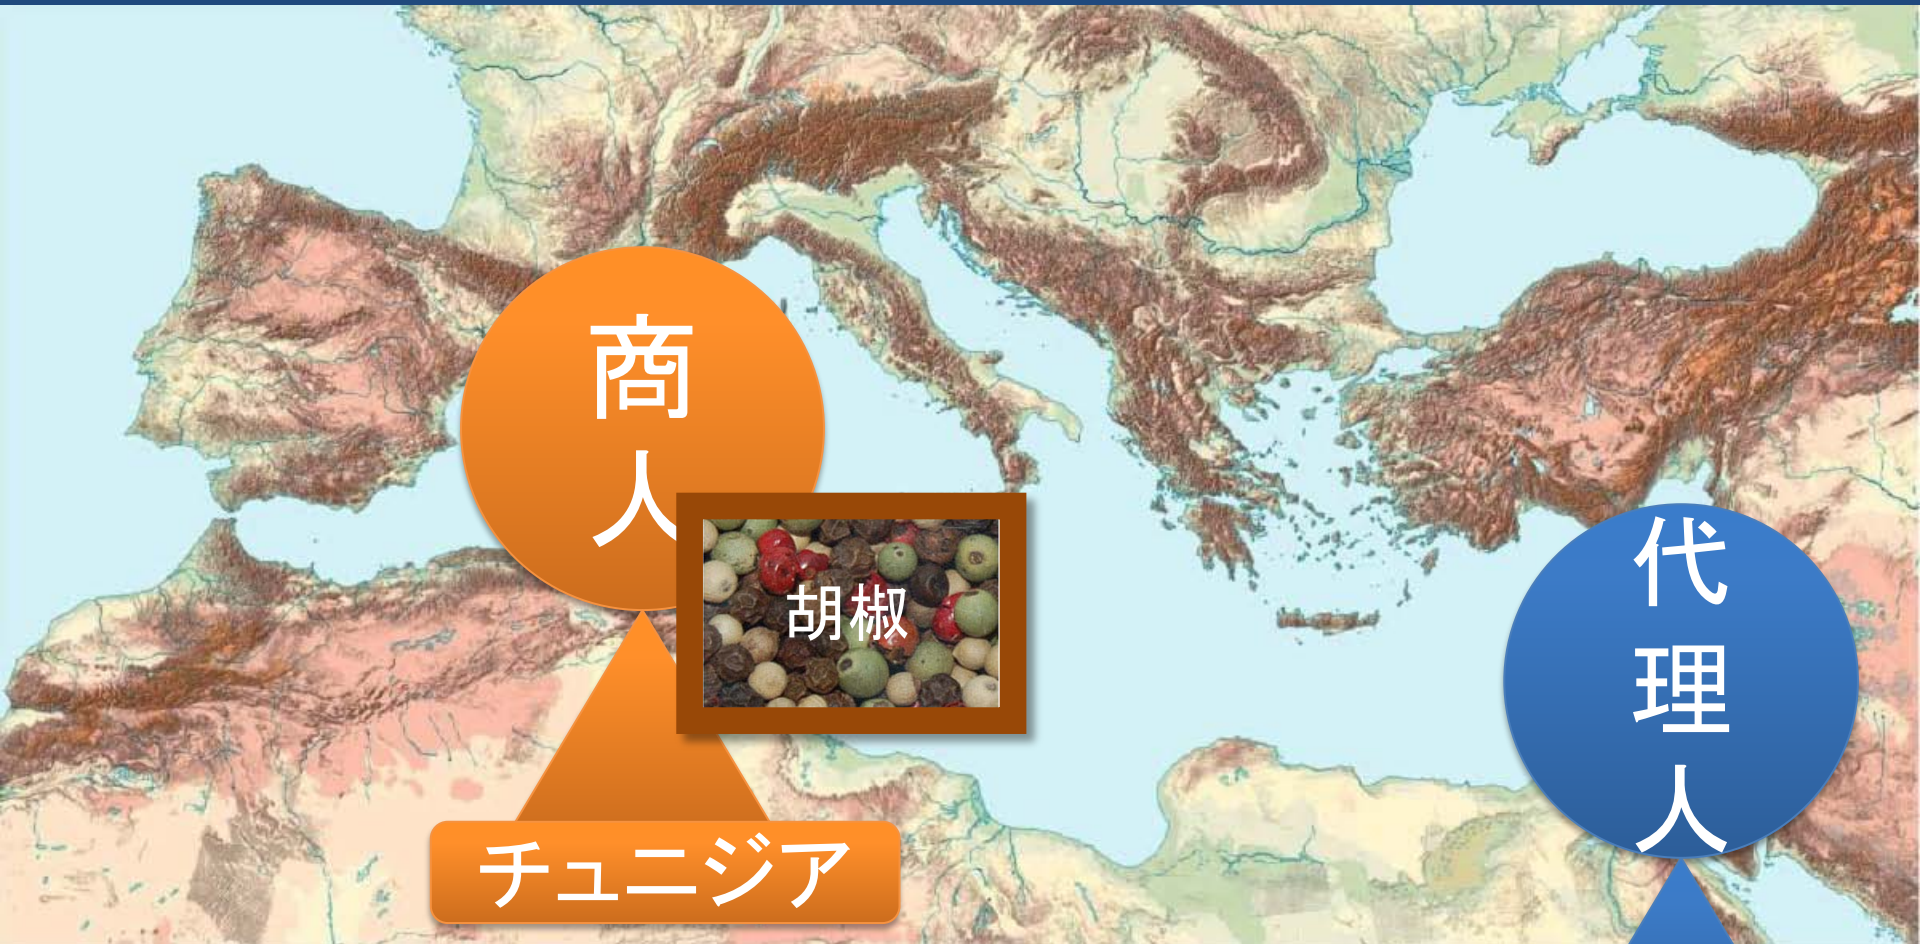 商
人
胡椒
代
理
人
チュニジア